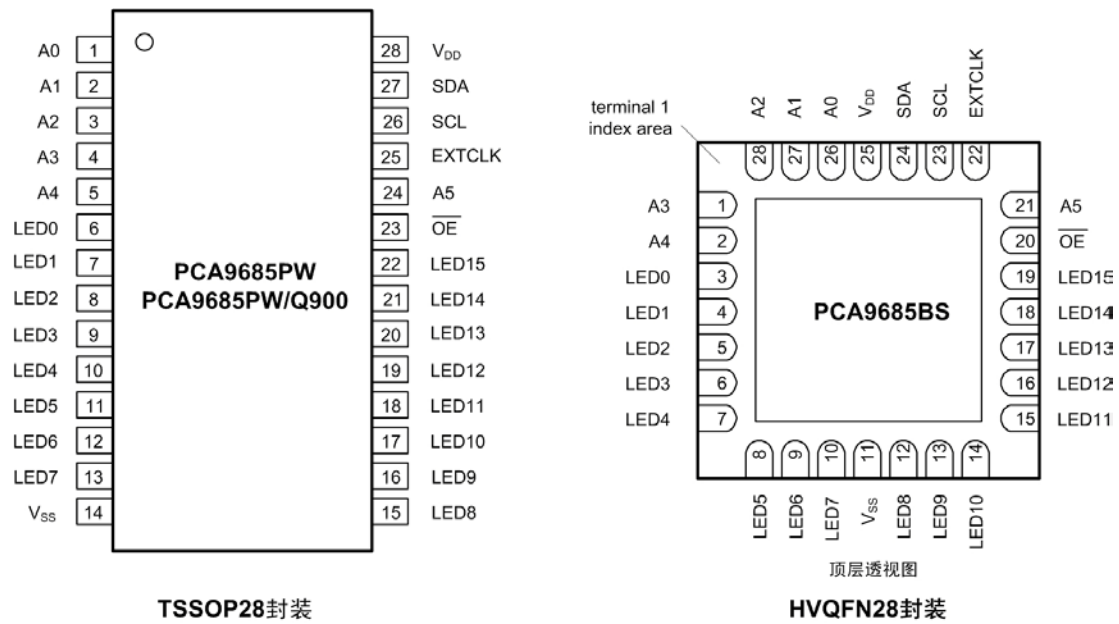 A0 1 28 VDD
A1 2 27 SDA
A2 3 26 SCL
A3 4 25 EXTCLK
A4 5 24 A5
LED0 6 23 OE
LED1 7 22 LED15
LED2 8 21 LED14
LED3 9 20 LED13
LED4 10 19 LED12
LED5 11 18 LED11
LED6 12 17 LED10
LED7 13 16 LED9
VSS 14 15 LED8
PCA9685PW
PCA9685PW/Q900
TSSOP28封装
terminal 1
index area
A2 A1 A0 VDD SDA SCL EXTCLK
28 27 26 25 24 23 22
A3 1 21 A5
A4 2 20 OE
LED0 3 19 LED15
LED1 4 18 LED14
LED2 5 17 LED13
LED3 6 16 LED12
LED4 7 15 LED11
PCA9685BS
8 9 10 11 12 13 14
LED5 LED6 LED7 VSS LED8 LED9 LED10
顶层透视图
HVQFN28封装